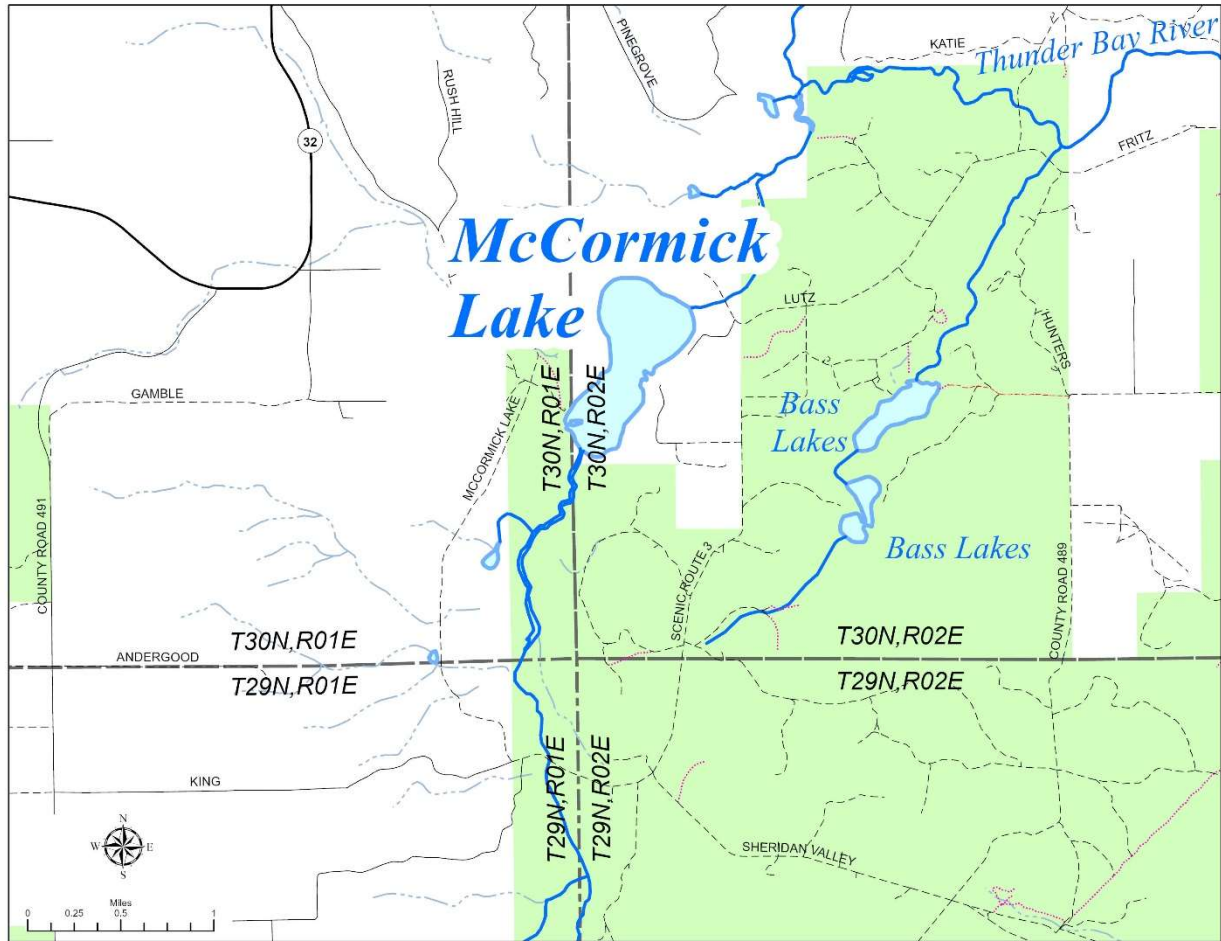 KATIE
Thunder Bay River
PINEGROVE
RUSH HILL
32
FRITZ
McCormick
Lake
LUTZ
HUNTERS
GAMBLE
T30N,R01E
T30N,R02E
MCCORMICK LAKE
Bass
Lakes
COUNTY ROAD 491
SCENIC ROUTE 3
Bass Lakes
COUNTY ROAD 489
ANDERGOOD
T30N,R01E
T30N,R02E
T29N,R01E
T29N,R02E
KING
T29N,R01E
T29N,R02E
SHERIDAN VALLEY
N
W
E
S
Miles
0 0.25 0.5 1